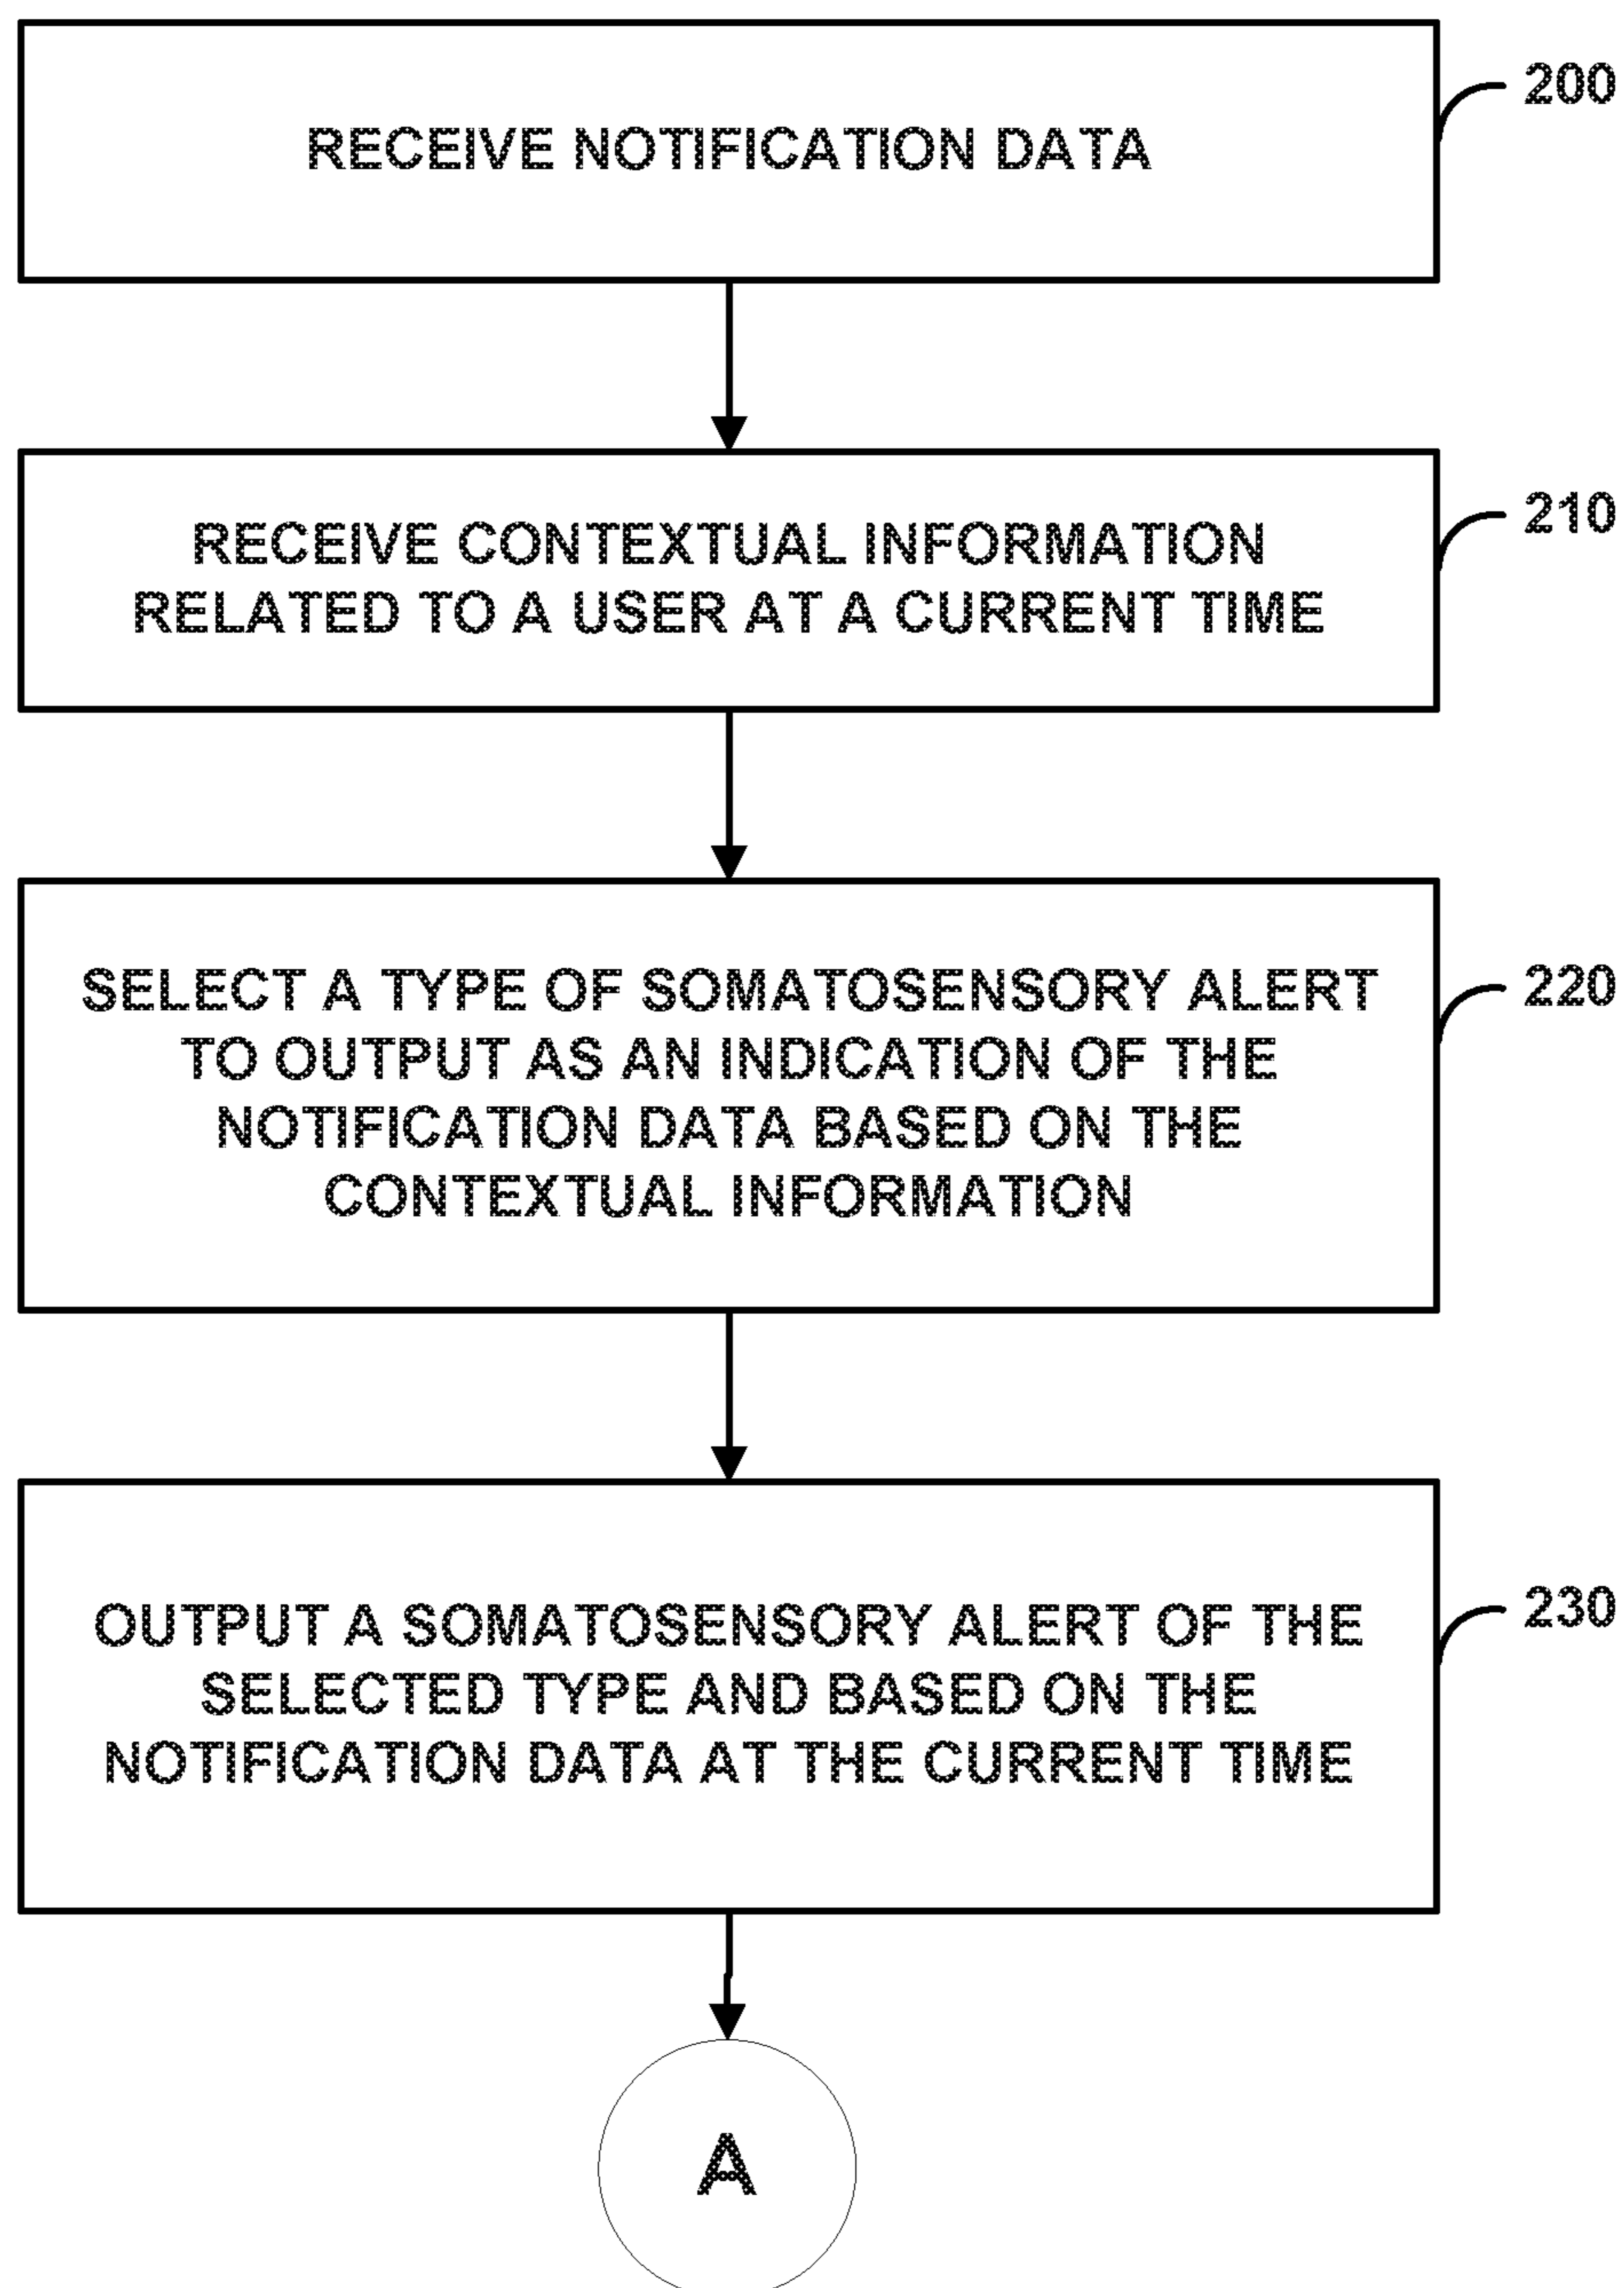 RECEIVE NOTIFICATION DATA
200
RECEIVE CONTEXTUAL INFORMATION
RELATED TO A USER AT A CURRENT TIME
210
SELECT A TYPE OF SOMATOSENSORY ALERT
TO OUTPUT AS AN INDICATION OF THE
NOTIFICATION DATA BASED ON THE
CONTEXTUAL INFORMATION
220
OUTPUT A SOMATOSENSORY ALERT OF THE
SELECTED TYPE AND BASED ON THE
NOTIFICATION DATA AT THE CURRENT TIME
230
A